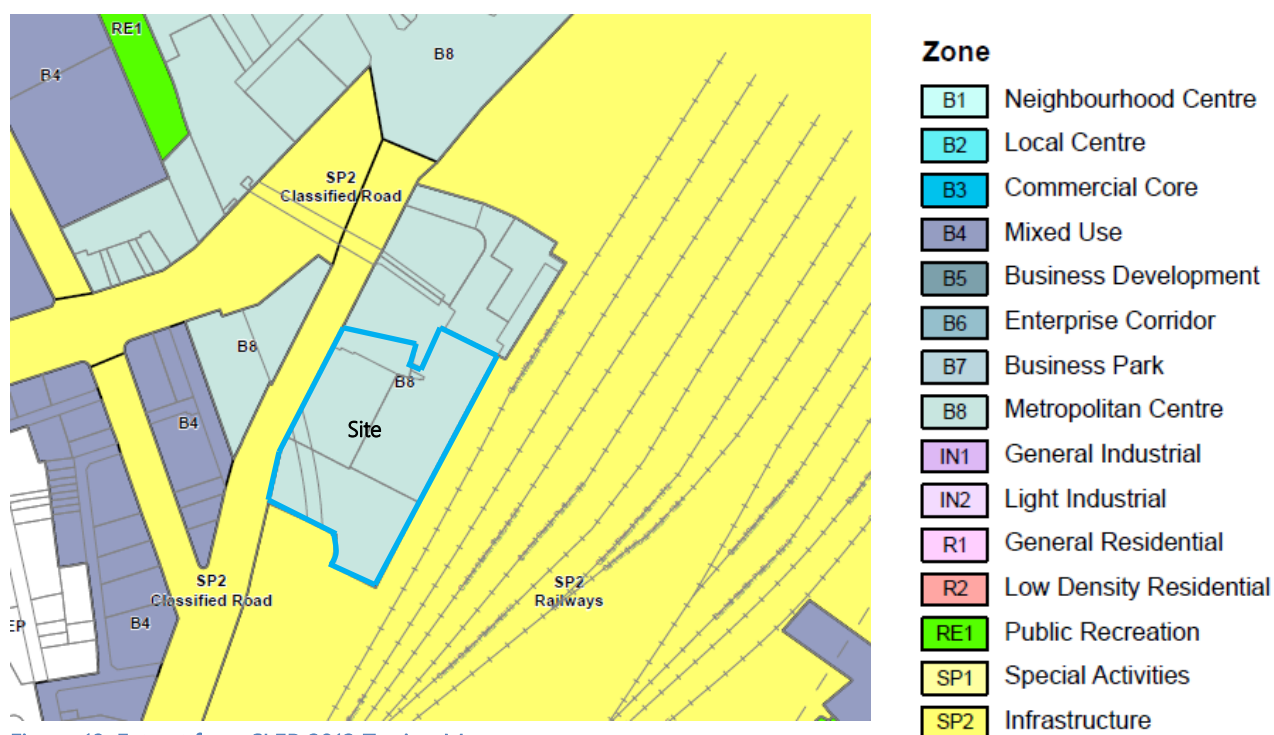 RE1
B4
B8
SP2
Classified Road
B8
B8
Site
B4
SP2
Classified Road
B4
EP
SP2
Railways
Zone
B1 Neighbourhood Centre
B2 Local Centre
B3 Commercial Core
B4 Mixed Use
B5 Business Development
B6 Enterprise Corridor
B7 Business Park
B8 Metropolitan Centre
IN1 General Industrial
IN2 Light Industrial
R1 General Residential
R2 Low Density Residential
RE1 Public Recreation
SP1 Special Activities
SP2 Infrastructure